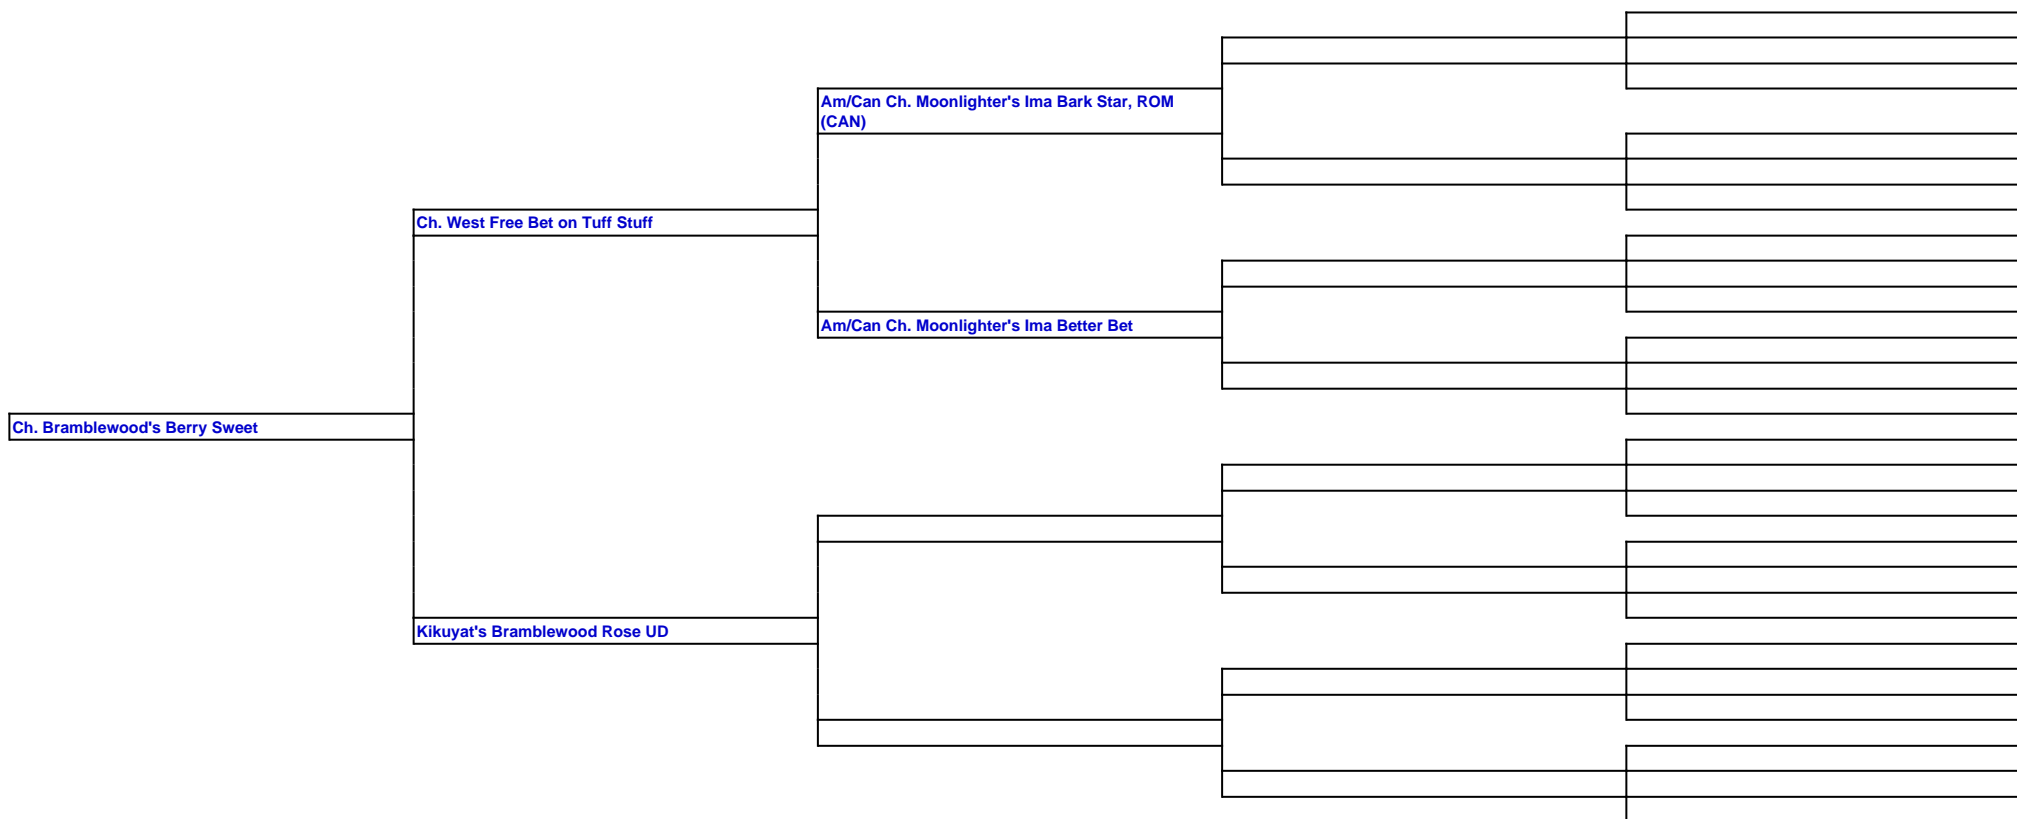 Am/Can Ch. Moonlighter's Ima Bark Star, ROM
(CAN)
Ch. West Free Bet on Tuff Stuff
Am/Can Ch. Moonlighter's Ima Better Bet
Ch. Bramblewood's Berry Sweet
Kikuyat's Bramblewood Rose UD